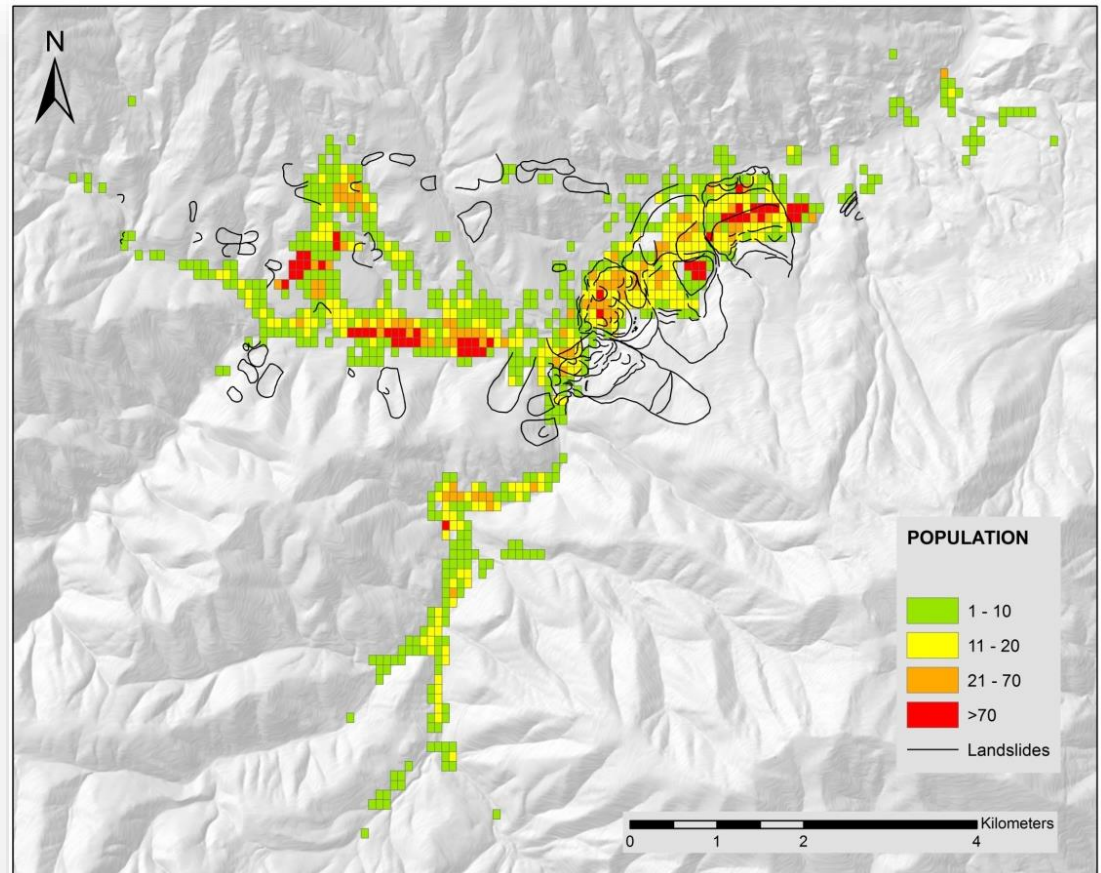 N
POPULATION
1 - 10
11 - 20
21 - 70
>70
Landslides
Kilometers
0 1 2 4